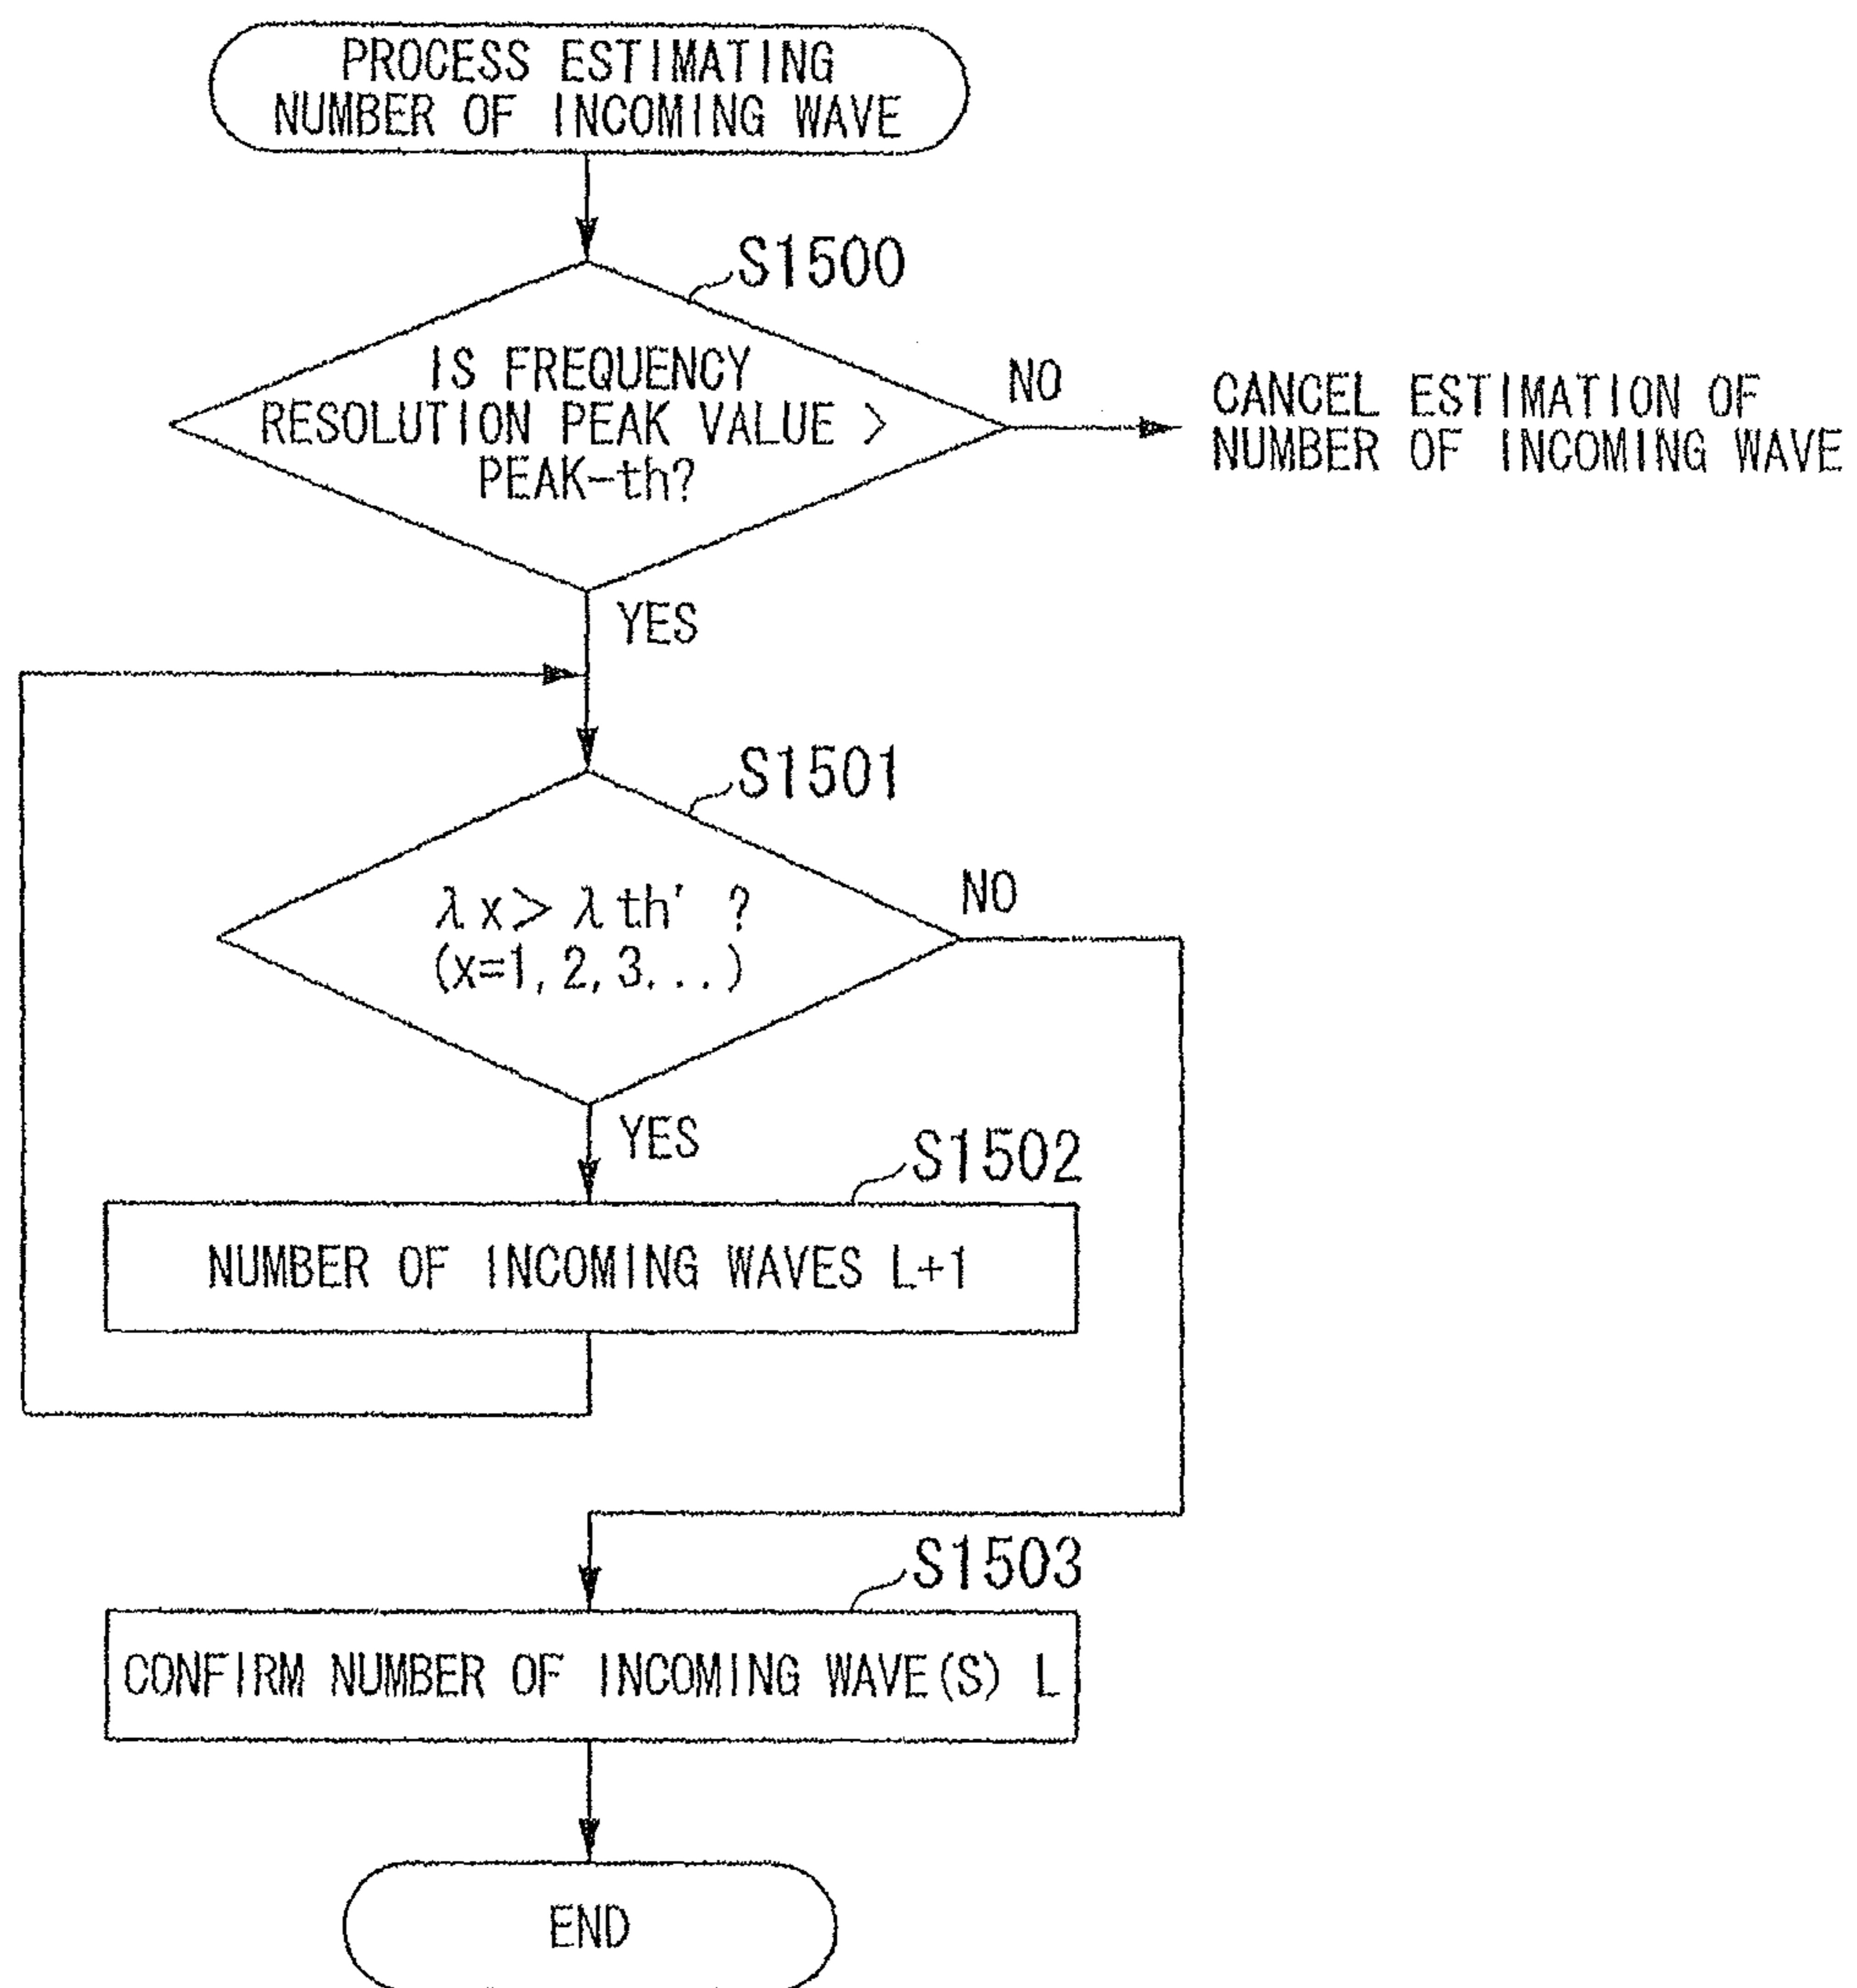 PROCESS ESTIMATING
NUMBER OF INCOMING WAVE
S1500
IS FREQUENCY
RESOLUTION PEAK VALUE >
PEAK-th?
NO
CANCEL ESTIMATION OF
NUMBER OF INCOMING WAVE
YES
S1501
λx> λth' ?
(x=1, 2, 3...)
NO
YES
S1502
NUMBER OF INCOMING WAVES L+1
S1503
CONFIRM NUMBER OF INCOMING WAVE(S) L
END